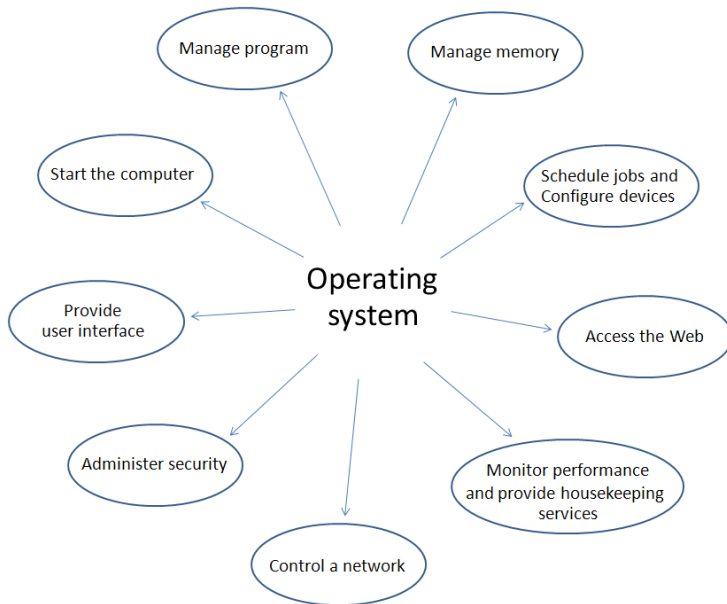 Manage program
Manage memory
Start the computer
Schedule jobs and
Configure devices
Operating
system
Provide
user interface
Access the Web
Administer security
Monitor performance
and provide housekeeping
services
Control a network